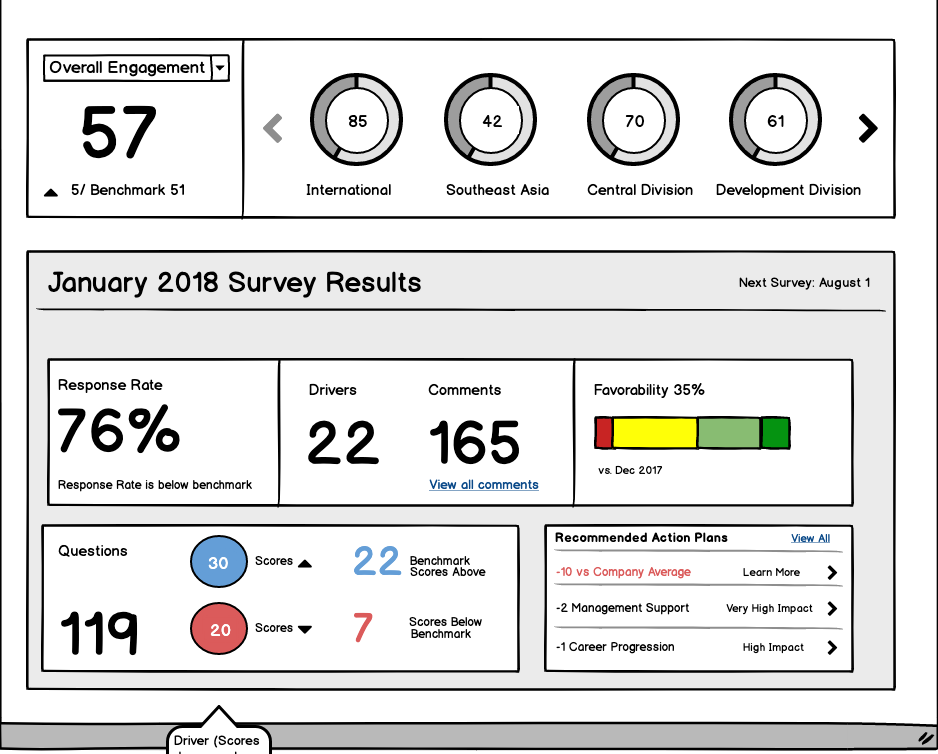 Overall Engagement
57
5/ Benchmark 51
85
42
70
61
International
Southeast Asia
Central Division
Development Division
January 2018 Survey Results
Next Survey: August 1
Response Rate
76%
Response Rate is below benchmark
Drivers
22
Comments
165
View all comments
Favorability 35%
vs. Dec 2017
Questions
119
30
Scores
20
Scores
22
Benchmark
Scores Above
7
Scores Below
Benchmark
Recommended Action Plans
View All
-10 vs Company Average
Learn More
-2 Management Support
Very High Impact
-1 Career Progression
High Impact
Driver (Scores